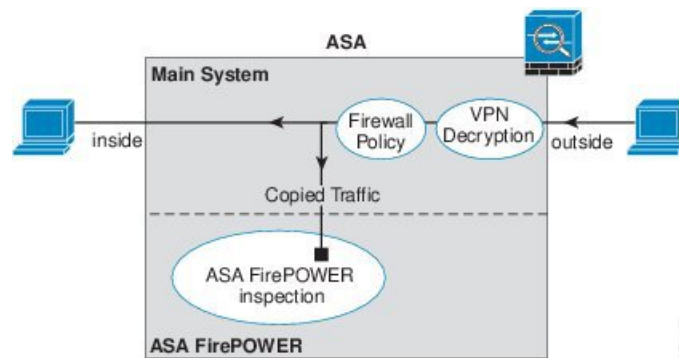 ASA
Main System
Firewall
Policy
VPN
Decryption
inside
outside
Copied Traffic
ASA FirePOWER
inspection
ASA FirePOWER